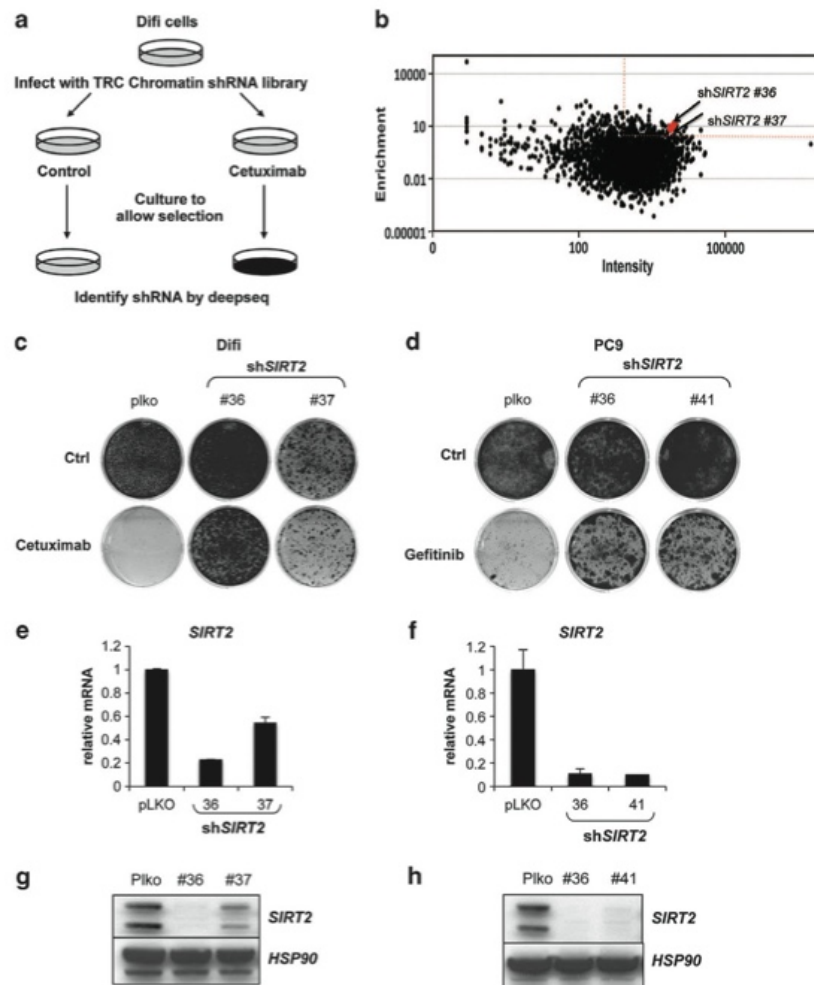 a
Difi cells
Infect with TRC Chromatin shRNA library
Control
Cetuximab
Culture to
allow selection
Identify shRNA by deepseq
b
Enrichment
10000
10
0.01
0.00001
0
100
100000
Intensity
shSIRT2 #36
shSIRT2 #37
c
Difi
shSIRT2
plko
#36
#37
Ctrl
Cetuximab
d
PC9
shSIRT2
plko
#36
#41
Ctrl
Gefitinib
e
SIRT2
relative mRNA
1.2
1
0.8
0.6
0.4
0.2
0
pLKO
36
37
shSIRT2
f
SIRT2
relative mRNA
1.2
1
0.8
0.6
0.4
0.2
0
pLKO
36
41
shSIRT2
g
Plko #36 #37
SIRT2
HSP90
h
Plko #36 #41
SIRT2
HSP90